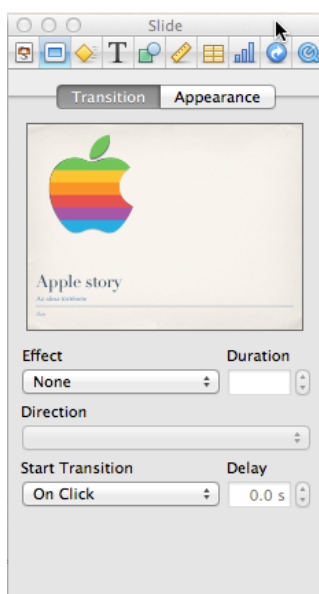 Slide
T
Transition Appearance
Apple story
Effect Duration
None
Direction
Start Transition Delay
On Click 0.0 s